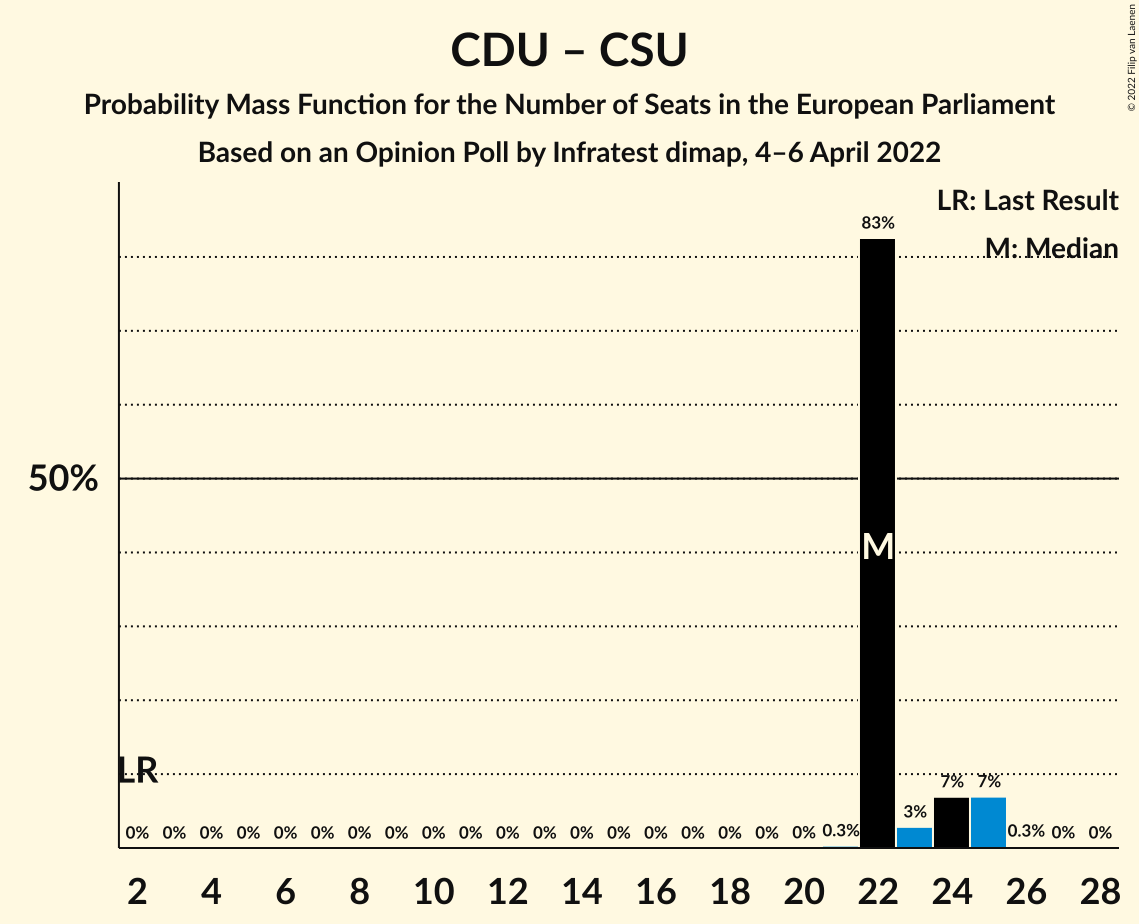 CDU – CSU
Probability Mass Function for the Number of Seats in the European Parliament
Based on an Opinion Poll by Infratest dimap, 4–6 April 2022
© 2022 Filip van Laenen
LR: Last Result
M: Median
83%
50%
M
LR
0% 0% 0% 0% 0% 0% 0% 0% 0% 0% 0% 0% 0% 0% 0% 0% 0% 0% 0% 0.3% 3% 7% 7% 0.3% 0% 0%
2 4 6 8 10 12 14 16 18 20 22 24 26 28